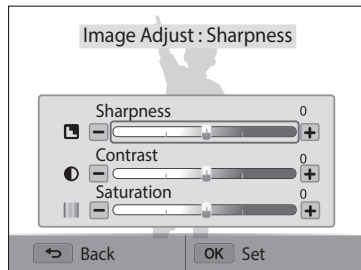 Image Adjust : Sharpness
Sharpness 0
Contrast 0
Saturation 0
Back OK Set